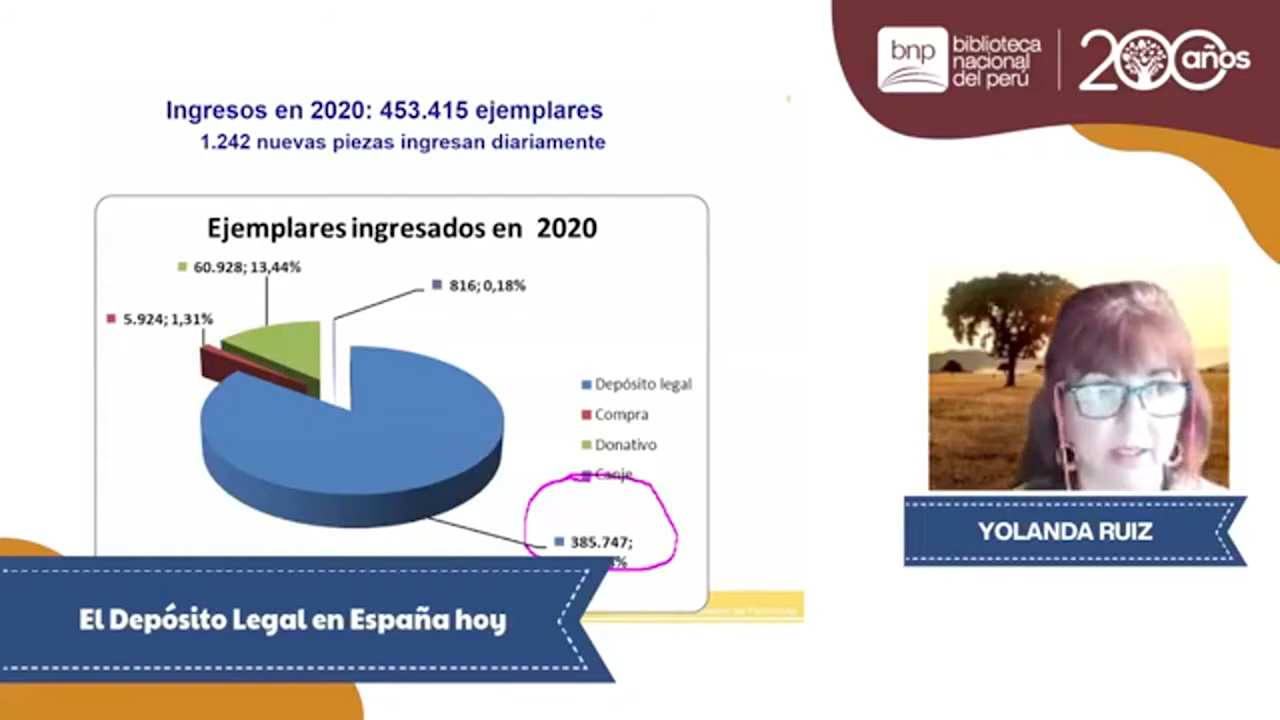 Ingresos en 2020: 453.415 ejemplares
1.242 nuevas piezas ingresan diariamente
Ejemplares ingresados en 2020
60.928; 13,44%
816; 0,18%
5.924; 1,31%
Depósito legal
Compra
Donativo
Canje
385.747;
El Depósito Legal en España hoy
bnp
biblioteca
nacional
del perú
200 años
YOLANDA RUIZ